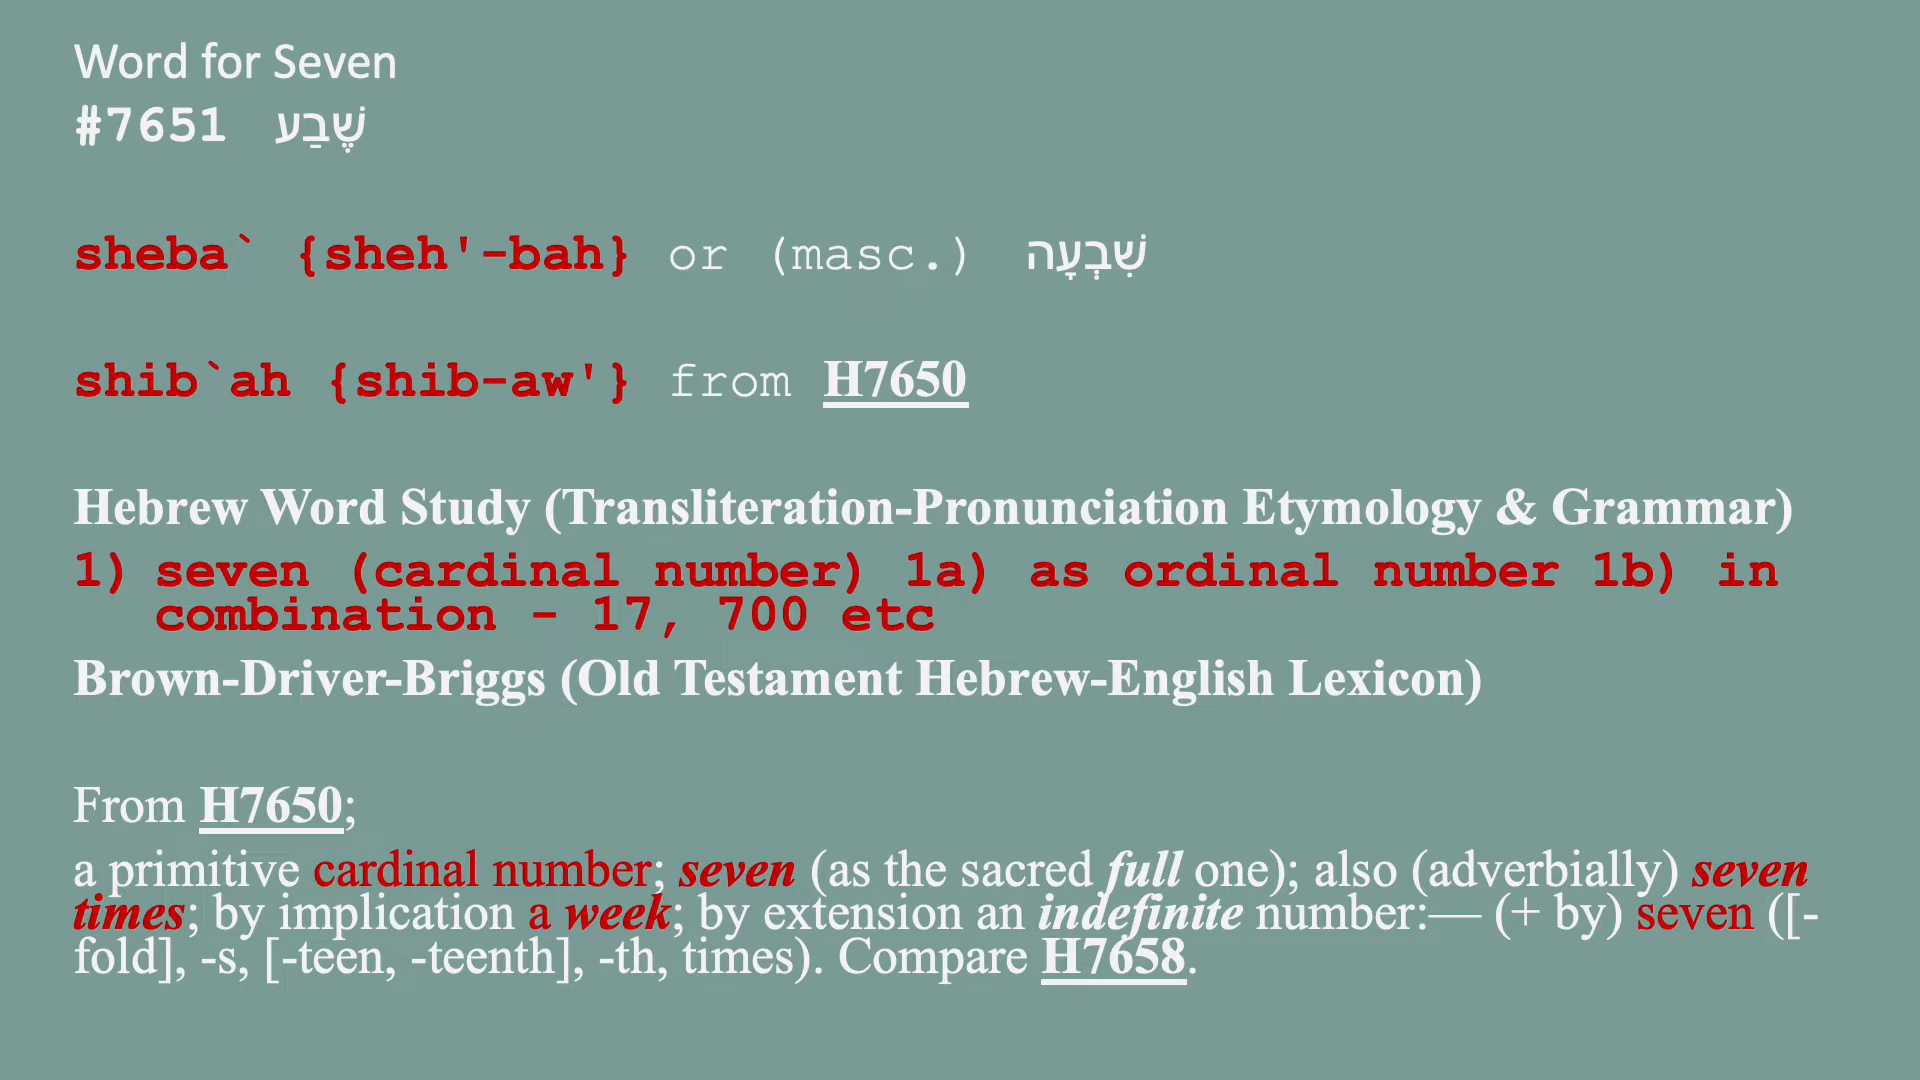 Word for Seven
#7651 שֶׁבַע
sheba` {sheh'-bah} or (masc.) שִׁבְעָה
shib`ah {shib-aw'} from H7650
Hebrew Word Study (Transliteration-Pronunciation Etymology & Grammar)
1) seven (cardinal number) 1a) as ordinal number 1b) in
combination - 17, 700 etc
Brown-Driver-Briggs (Old Testament Hebrew-English Lexicon)
From H7650;
a primitive cardinal number; seven (as the sacred full one); also (adverbially) seven
times; by implication a week; by extension an indefinite number:— (+ by) seven ([-
fold], -s, [-teen, -teenth], -th, times). Compare H7658.